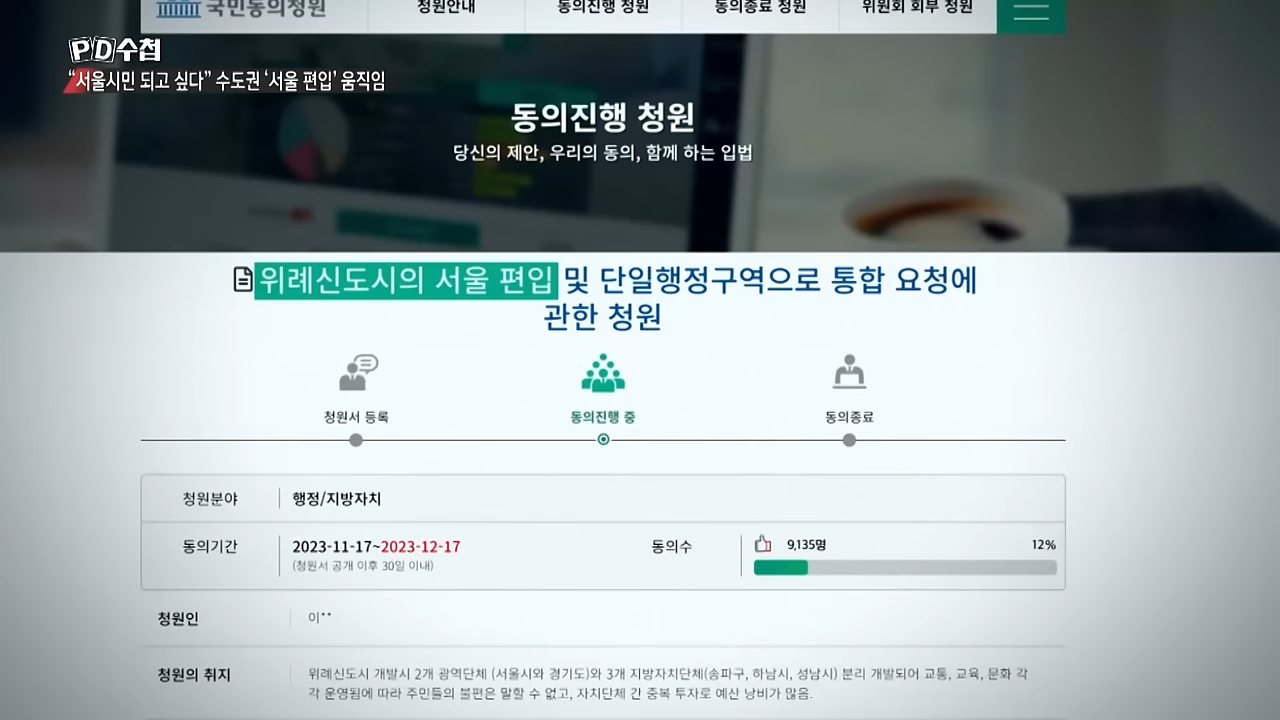 국민동의청원
청원안내
동의진행 청원
동의종료 청원
위원회 회부 청원
PD수첩
“서울시민 되고 싶다” 수도권 ‘서울 편입’ 움직임
동의진행 청원
당신의 제안, 우리의 동의, 함께 하는 입법
위례신도시의 서울 편입 및 단일행정구역으로 통합 요청에
관한 청원
청원서 등록
동의진행 중
동의종료
청원분야 행정/지방자치
동의기간 2023-11-17~2023-12-17 동의수 9,135명 12%
(청원서 공개 이후 30일 이내)
청원인 이**
청원의 취지 위례신도시 개발시 2개 광역단체 (서울시와 경기도)와 3개 지방자치단체(송파구, 하남시, 성남시) 분리 개발되어 교통, 교육, 문화 각
각 운영됨에 따라 주민들의 불편은 말할 수 없고, 자치단체 간 중복 투자로 예산 낭비가 많음.